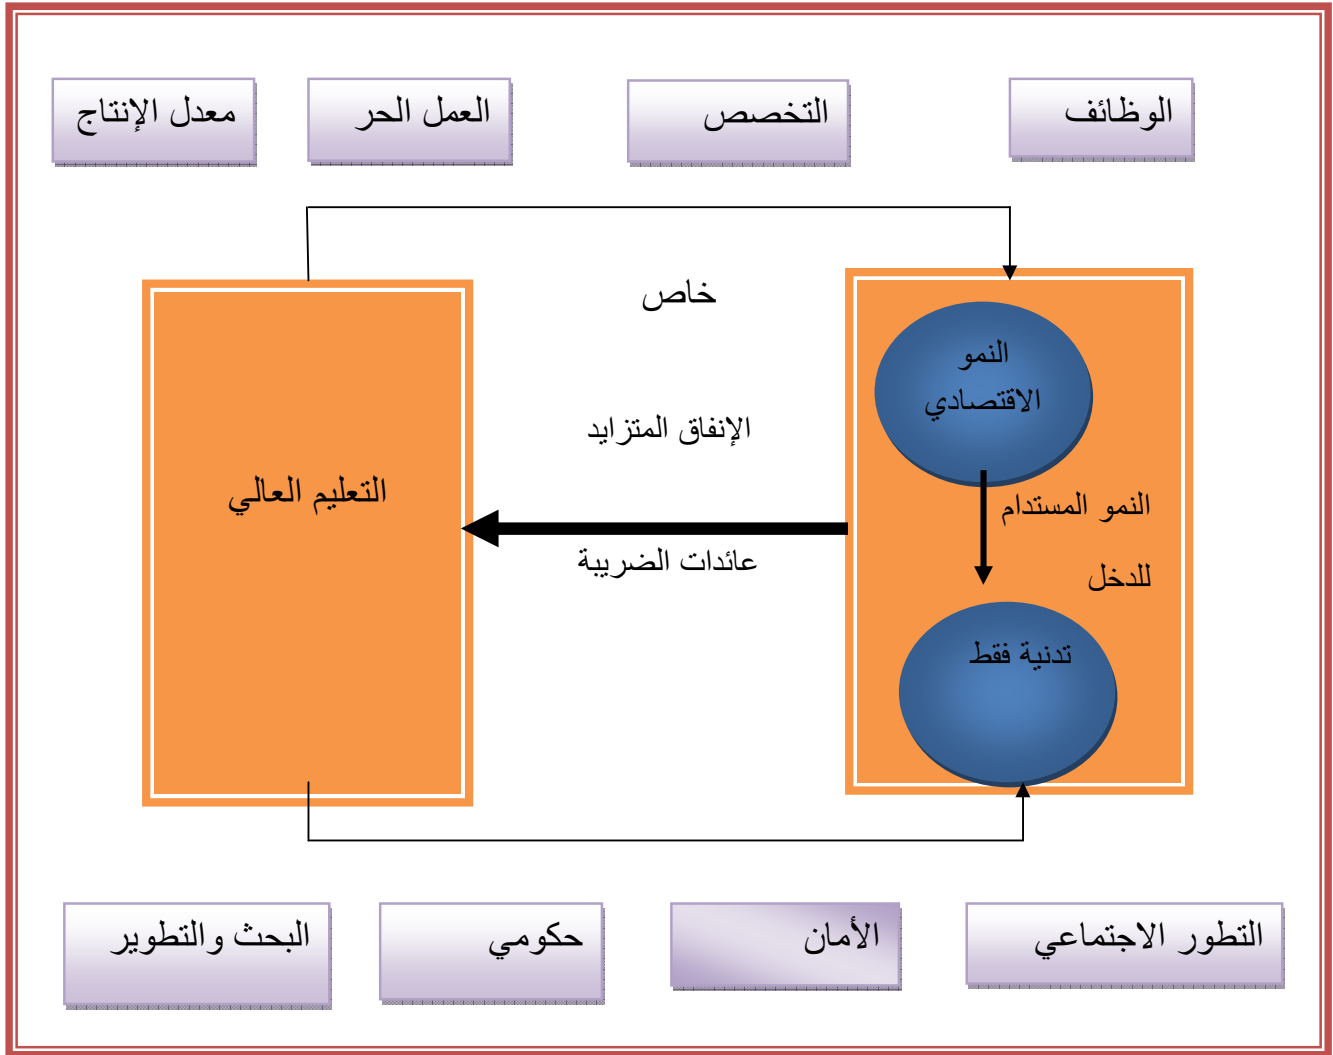 الوظائف
التخصص
العمل الحر
معدل الإنتاج
خاص
النمو
الاقتصادي
الإنفاق المتزايد
التعليم العالي
النمو المستدام
للدخل
عائدات الضريبة
تدنية فقط
التطور الاجتماعي
الأمان
حكومي
البحث والتطوير